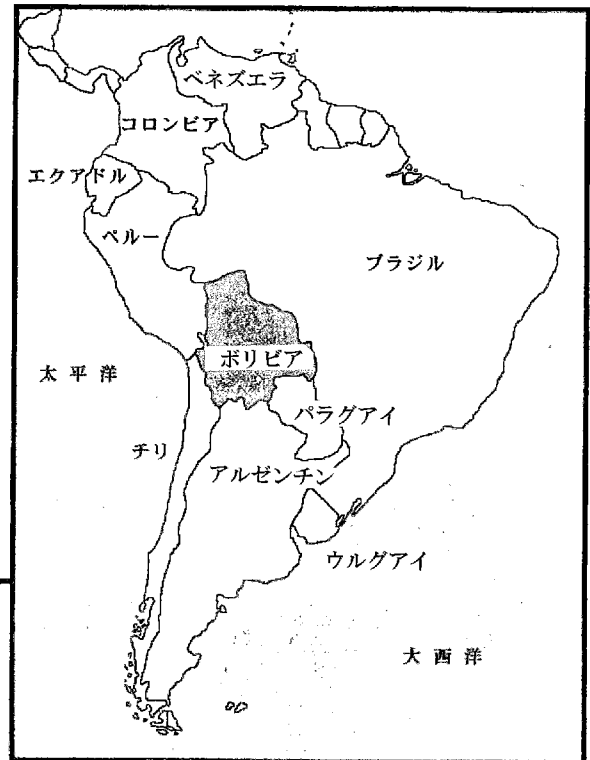 ベネズエラ
コロンビア
エクアドル
ペルー
ブラジル
ボリビア
太平洋
パラグアイ
チリ
アルゼンチン
ウルグアイ
大西洋